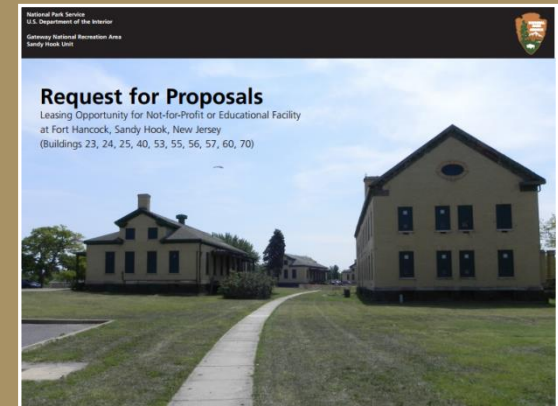 National Park Service
U.S. Department of the Interior
Gateway National Recreation Area
Sandy Hook Unit
Request for Proposals
Leasing Opportunity for Not-for-Profit or Educational Facility
at Fort Hancock, Sandy Hook, New Jersey
(Buildings 23, 24, 25, 40, 53, 55, 56, 57, 60, 70)